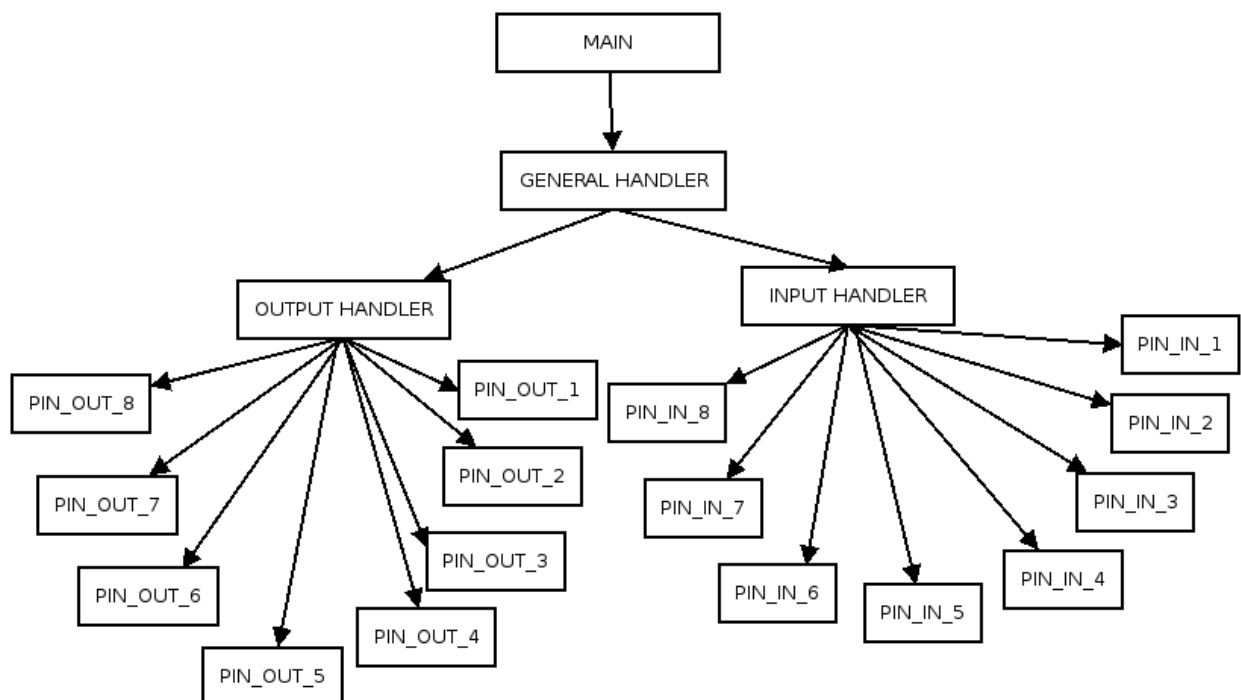 MAIN
GENERAL HANDLER
OUTPUT HANDLER
INPUT HANDLER
PIN_OUT_8
PIN_OUT_1
PIN_OUT_7
PIN_OUT_2
PIN_OUT_6
PIN_OUT_3
PIN_OUT_5
PIN_OUT_4
PIN_IN_8
PIN_IN_1
PIN_IN_7
PIN_IN_2
PIN_IN_6
PIN_IN_3
PIN_IN_5
PIN_IN_4